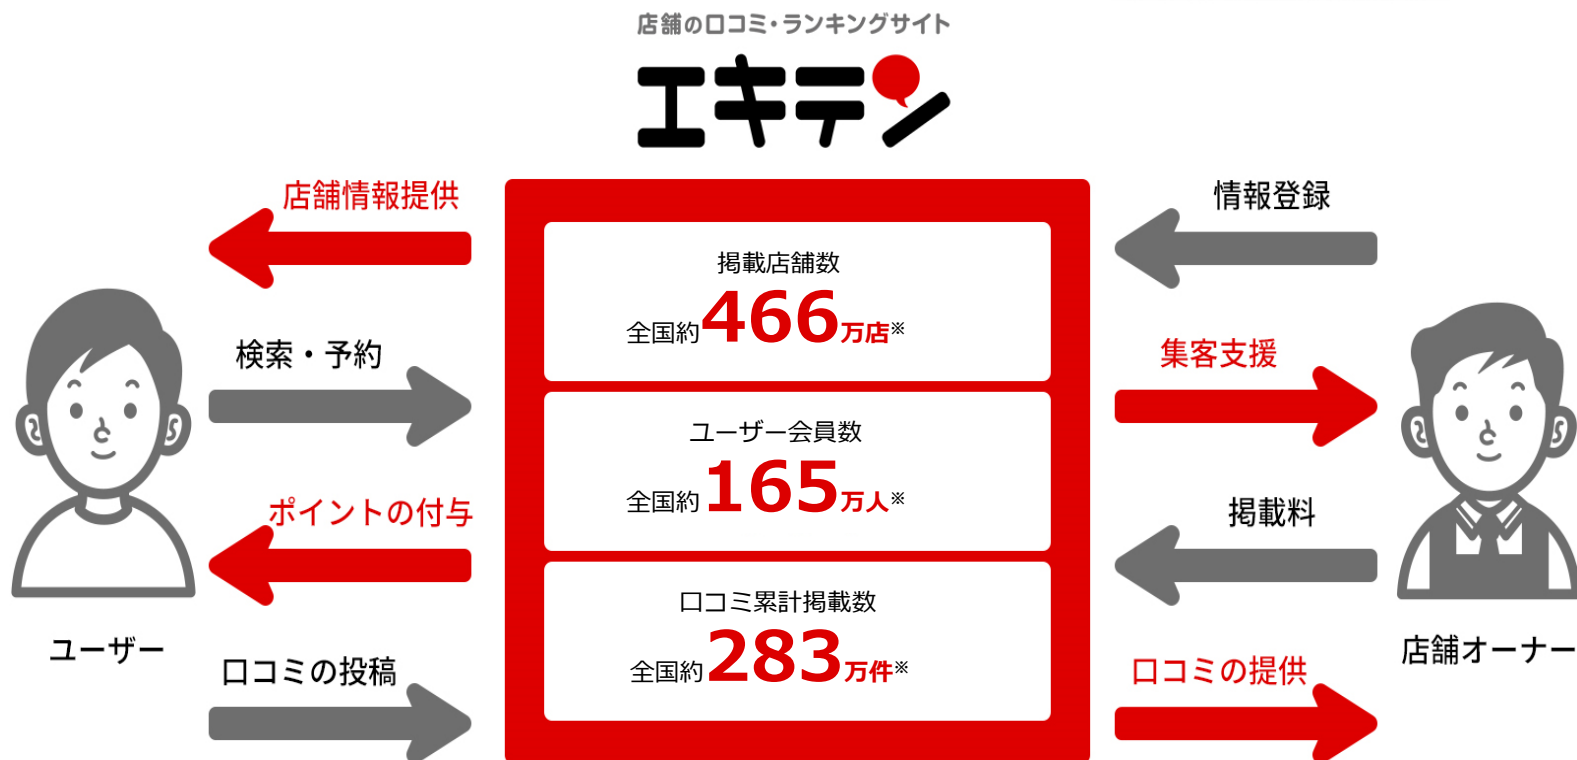 店舗の口コミ・ランキングサイト
エキテン
店舗情報提供
検索・予約
ポイントの付与
口コミの投稿
ユーザー
掲載店舗数
全国約466万店※
ユーザー会員数
全国約165万人※
口コミ累計掲載数
全国約283万件※
情報登録
集客支援
掲載料
口コミの提供
店舗オーナー